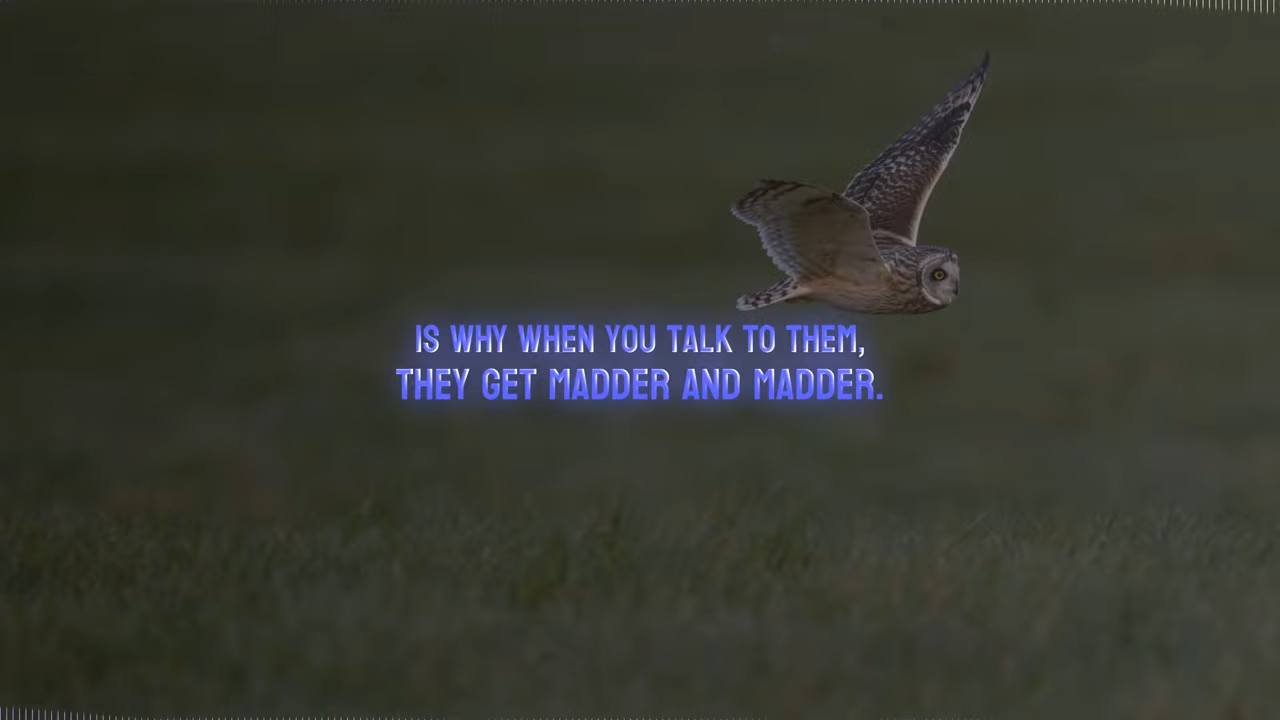 IS WHY WHEN YOU TALK TO THEM,
THEY GET MADDER AND MADDER.